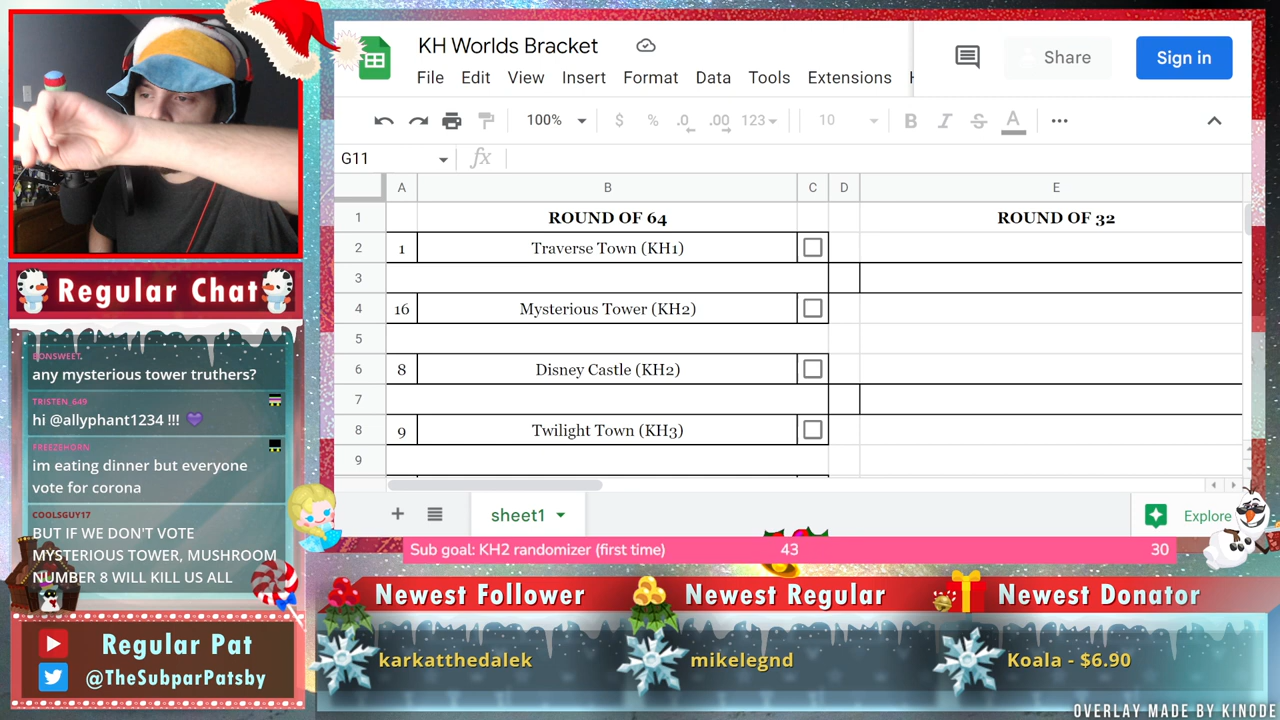 KH Worlds Bracket
File Edit View Insert Format Data Tools Extensions
Share
Sign in
100% $ % .0 .00 123 10 B I S A
G11 fx
A B C D E
1 ROUND OF 64 ROUND OF 32
2 1 Traverse Town (KH1)
3
4 16 Mysterious Tower (KH2)
5
6 8 Disney Castle (KH2)
7
8 9 Twilight Town (KH3)
9
sheet1
Explore
Regular Chat
BONSWEET
any mysterious tower truthers?
TRISTEN_649
hi @allyphant1234 !!! 💜
FREEZEHORN
im eating dinner but everyone
vote for corona
COOLSGUY17
BUT IF WE DON'T VOTE
MYSTERIOUS TOWER, MUSHROOM
NUMBER 8 WILL KILL US ALL
Regular Pat
@TheSubparPatsby
Sub goal: KH2 randomizer (first time) 43 30
Newest Follower
karkatthedalek
Newest Regular
mikelegnd
Newest Donator
Koala - $6.90
OVERLAY MADE BY KINODE